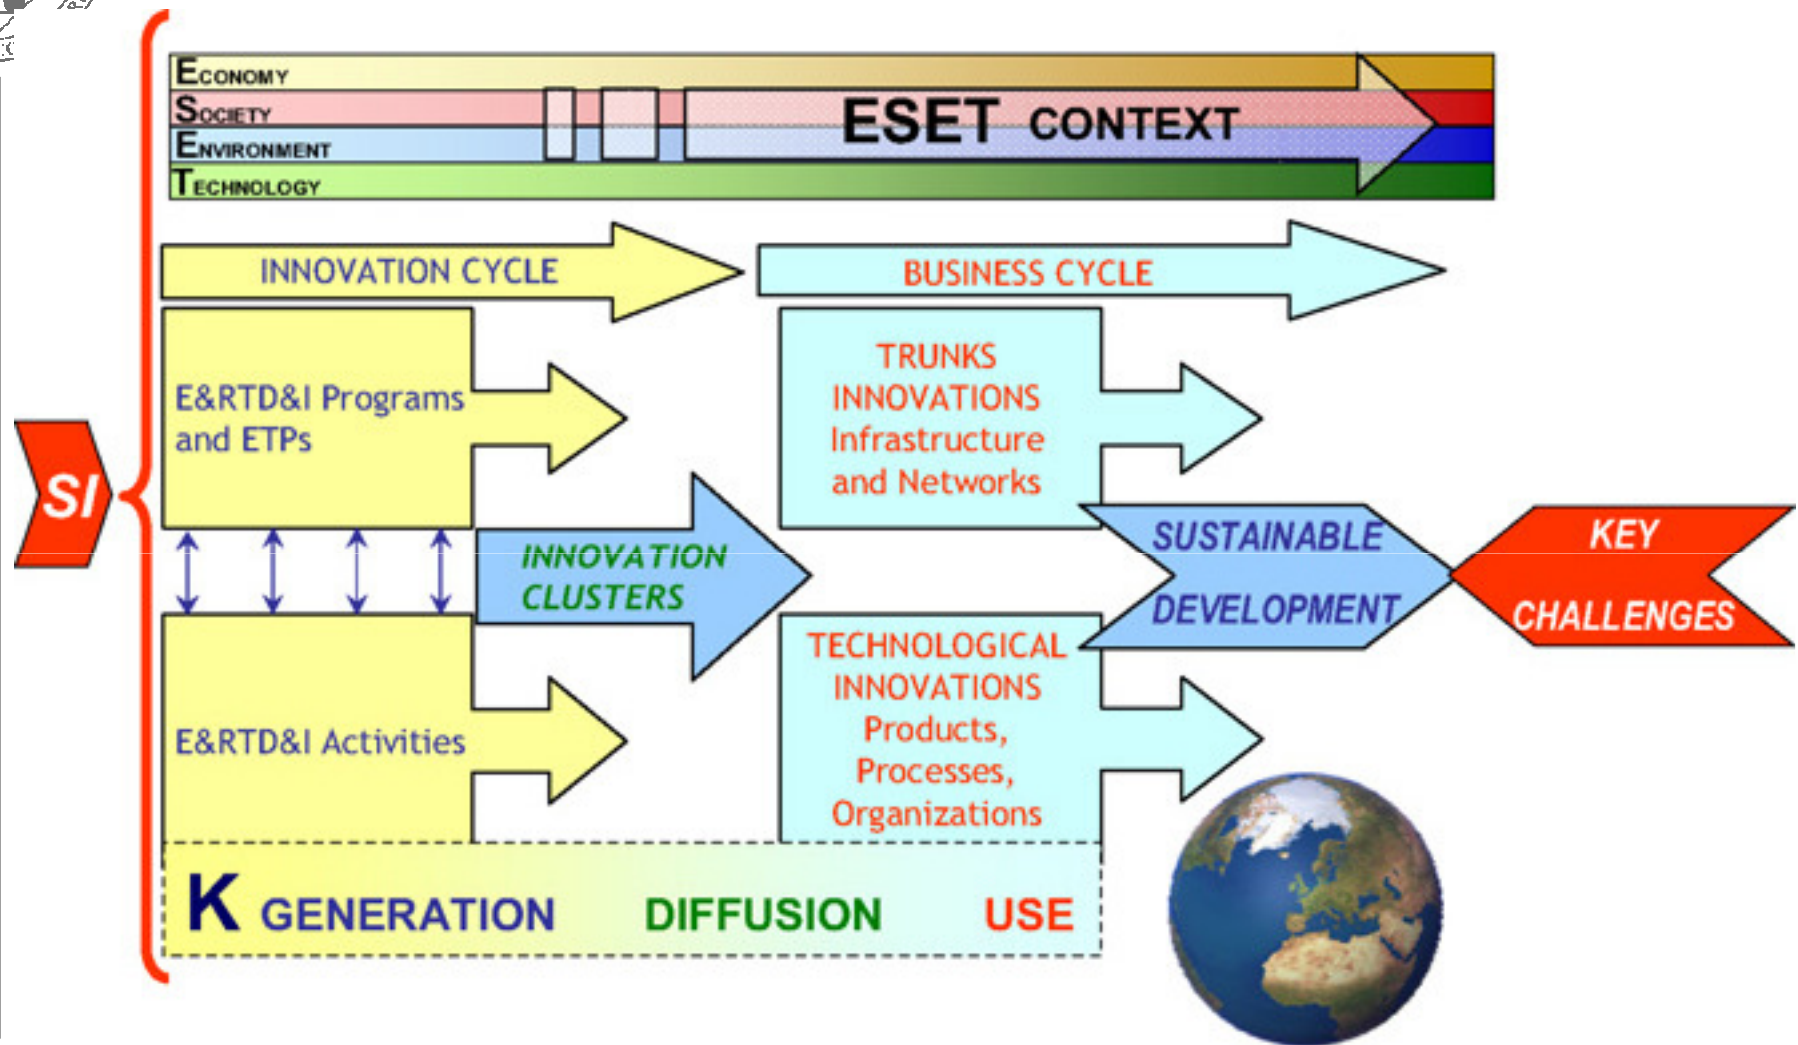 ECONOMY
SOCIETY
ENVIRONMENT
TECHNOLOGY
ESET CONTEXT
INNOVATION CYCLE
BUSINESS CYCLE
E&RTD&I Programs
and ETPs
TRUNKS
INNOVATIONS
Infrastructure
and Networks
SI
INNOVATION
CLUSTERS
SUSTAINABLE
DEVELOPMENT
KEY
CHALLENGES
E&RTD&I Activities
TECHNOLOGICAL
INNOVATIONS
Products,
Processes,
Organizations
K GENERATION DIFFUSION USE